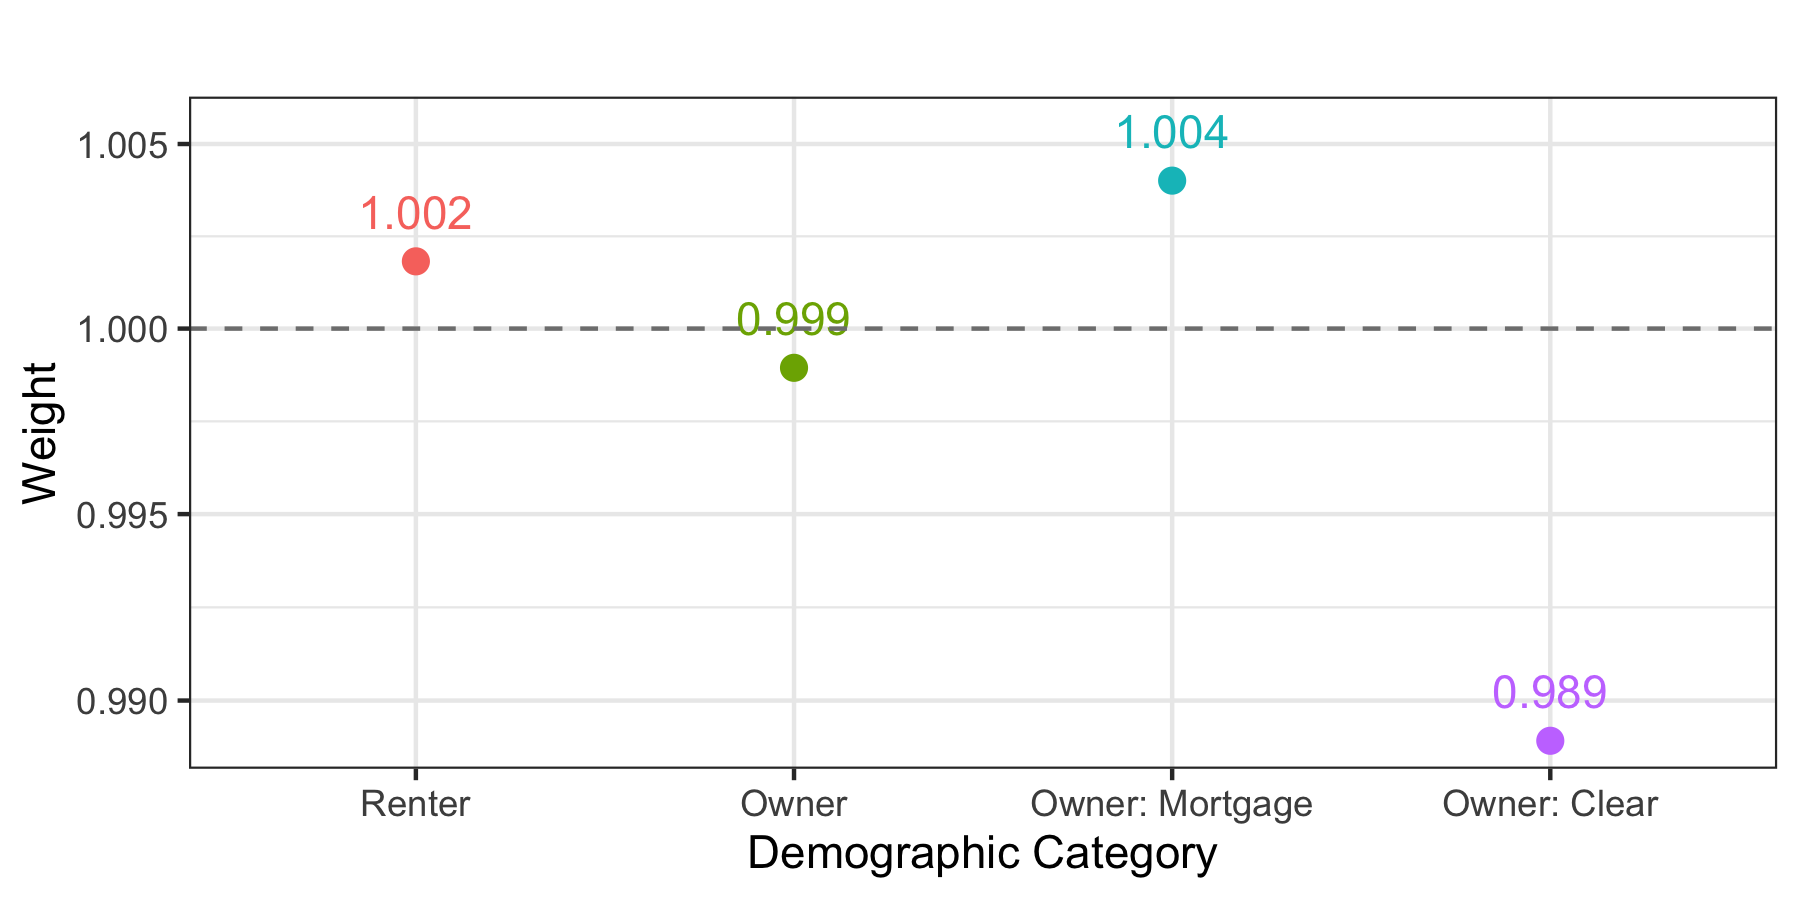 1.005
1.000
0.995
0.990
Weight
1.002
0.999
1.004
0.989
Renter
Owner
Owner: Mortgage
Owner: Clear
Demographic Category